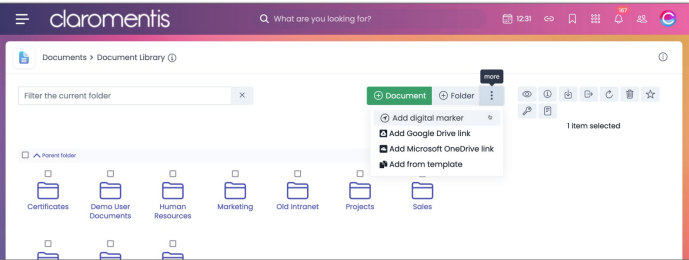 claromentis
What are you looking for?
12:31
167
Documents > Document Library
more
Filter the current folder
Document
Folder
Add digital marker
Add Google Drive link
Add Microsoft OneDrive link
Add from template
1 item selected
Parent folder
Certificates
Demo User
Documents
Human
Resources
Marketing
Old Intranet
Projects
Sales